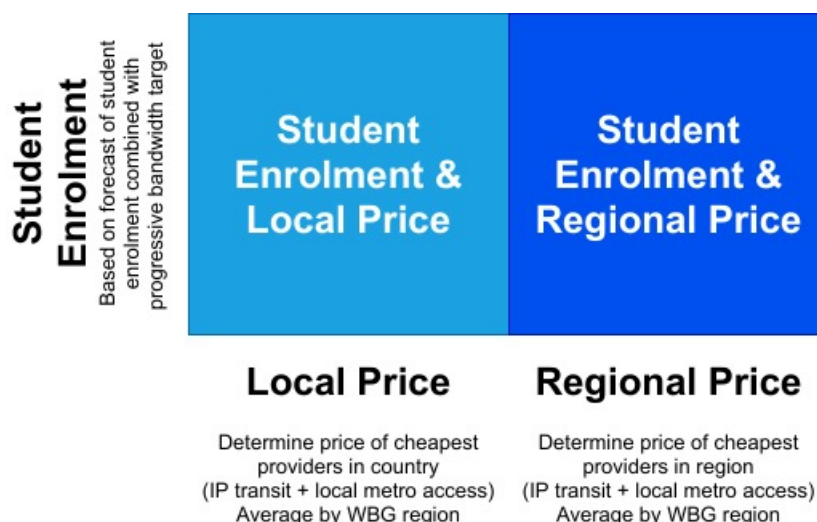 Student
Enrolment
Based on forecast of student
enrolment combined with
progressive bandwidth target
Student
Enrolment &
Local Price
Student
Enrolment &
Regional Price
Local Price
Determine price of cheapest
providers in country
(IP transit + local metro access)
Average by WBG region
Regional Price
Determine price of cheapest
providers in region
(IP transit + local metro access)
Average by WBG region